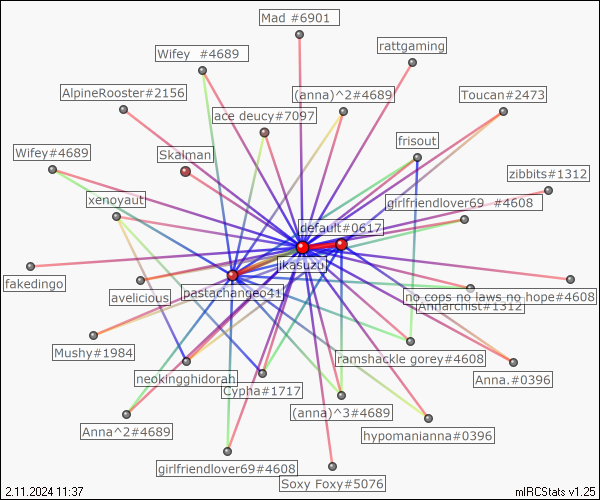 Mad #6901
rattgaming
Wifey #4689
AlpineRooster#2156
(anna)^2#4689
Toucan#2473
ace deucy#7097
frisout
Skalman
Wifey#4689
zibbits#1312
xenoyaut
girlfriendlover69 #4608
default#0617
jkasuzu
fakedingo
avelicious
pastachangeo41
no cops no laws no hope#4608
Antiarchist#1312
Mushy#1984
ramshackle gorey#4608
neokingghidorah
Anna.#0396
Cypha#1717
(anna)^3#4689
Anna^2#4689
hypomanianna#0396
girlfriendlover69#4608
Soxy Foxy#5076
2.11.2024 11:37
mIRCStats v1.25